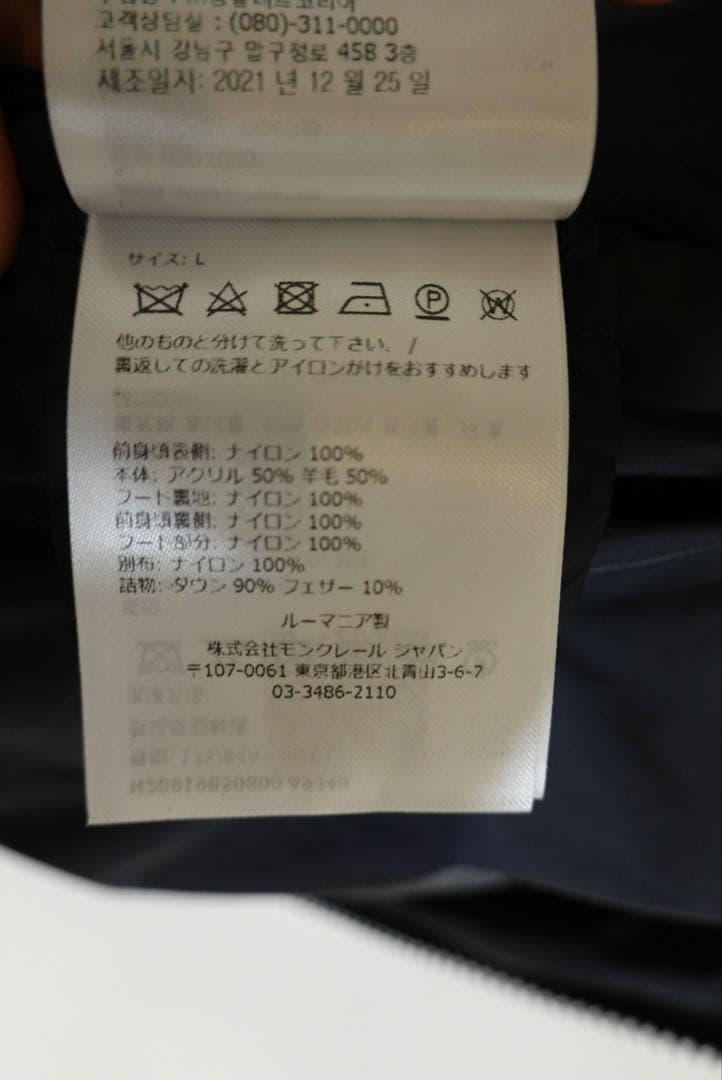 고객상담실 : (080)-311-0000
서울시 강남구 압구정로 458 3층
제조일자: 2021 년 12 월 25 일
サイズ: L
P
W
他のものと分けて洗って下さい。 /
裏返しての洗濯とアイロンがけをおすすめします
前身頃表側: ナイロン 100%
本体: アクリル 50% 羊毛 50%
フード裏地: ナイロン 100%
前身頃裏側: ナイロン 100%
フード部分: ナイロン 100%
別布: ナイロン 100%
詰物: ダウン 90% フェザー 10%
ルーマニア製
株式会社モンクレール ジャパン
〒107-0061 東京都港区北青山3-6-7
03-3486-2110